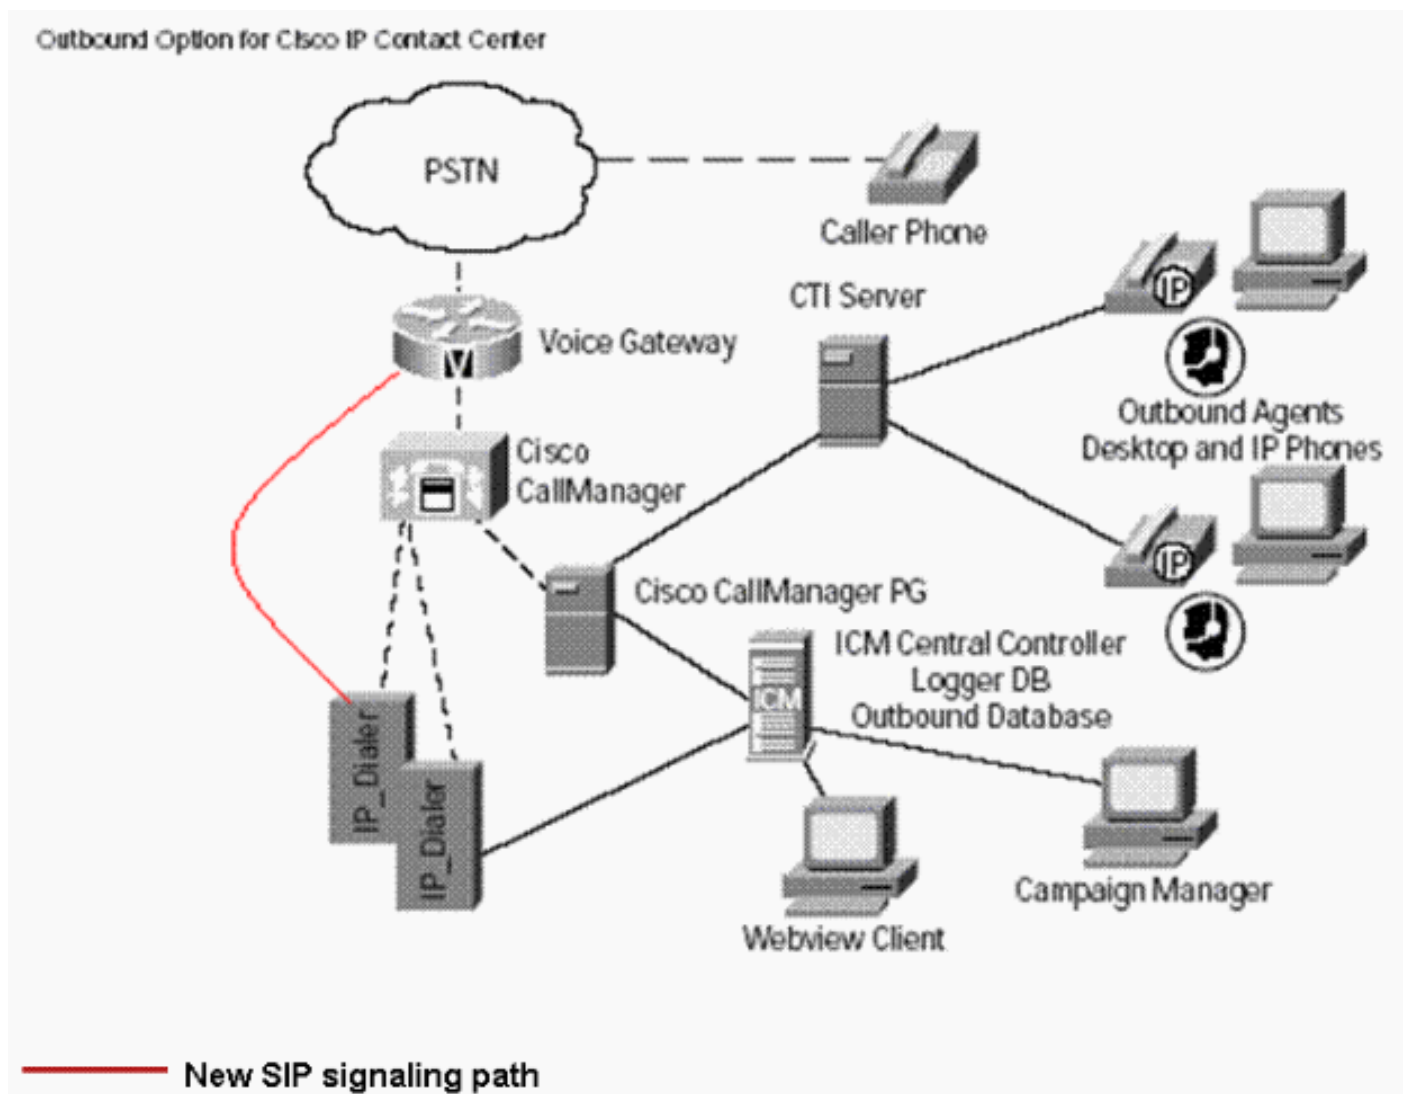 Outbound Option for Cisco IP Contact Center
PSTN
Caller Phone
CTI Server
IP
Voice Gateway
V
Outbound Agents
Desktop and IP Phones
Cisco
CallManager
IP
Cisco CallManager PG
ICM Central Controller
Logger DB
Outbound Database
ICM
IP_Dialer
IP_Dialer
Campaign Manager
Webview Client
New SIP signaling path